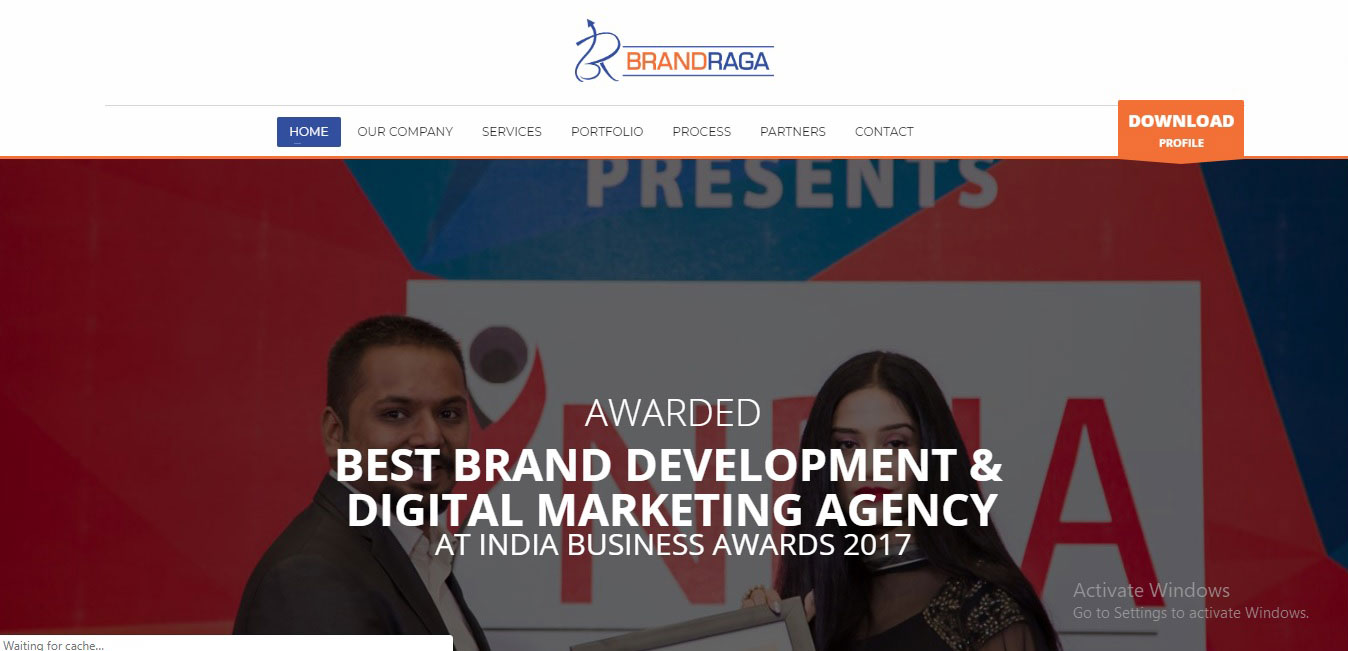 BRANDRAGA
HOME
OUR COMPANY
SERVICES
PORTFOLIO
PROCESS
PARTNERS
CONTACT
DOWNLOAD
PROFILE
PRESENTS
INDIA
AWARDED
BEST BRAND DEVELOPMENT &
DIGITAL MARKETING AGENCY
AT INDIA BUSINESS AWARDS 2017
Activate Windows
Go to Settings to activate Windows.
Waiting for cache...